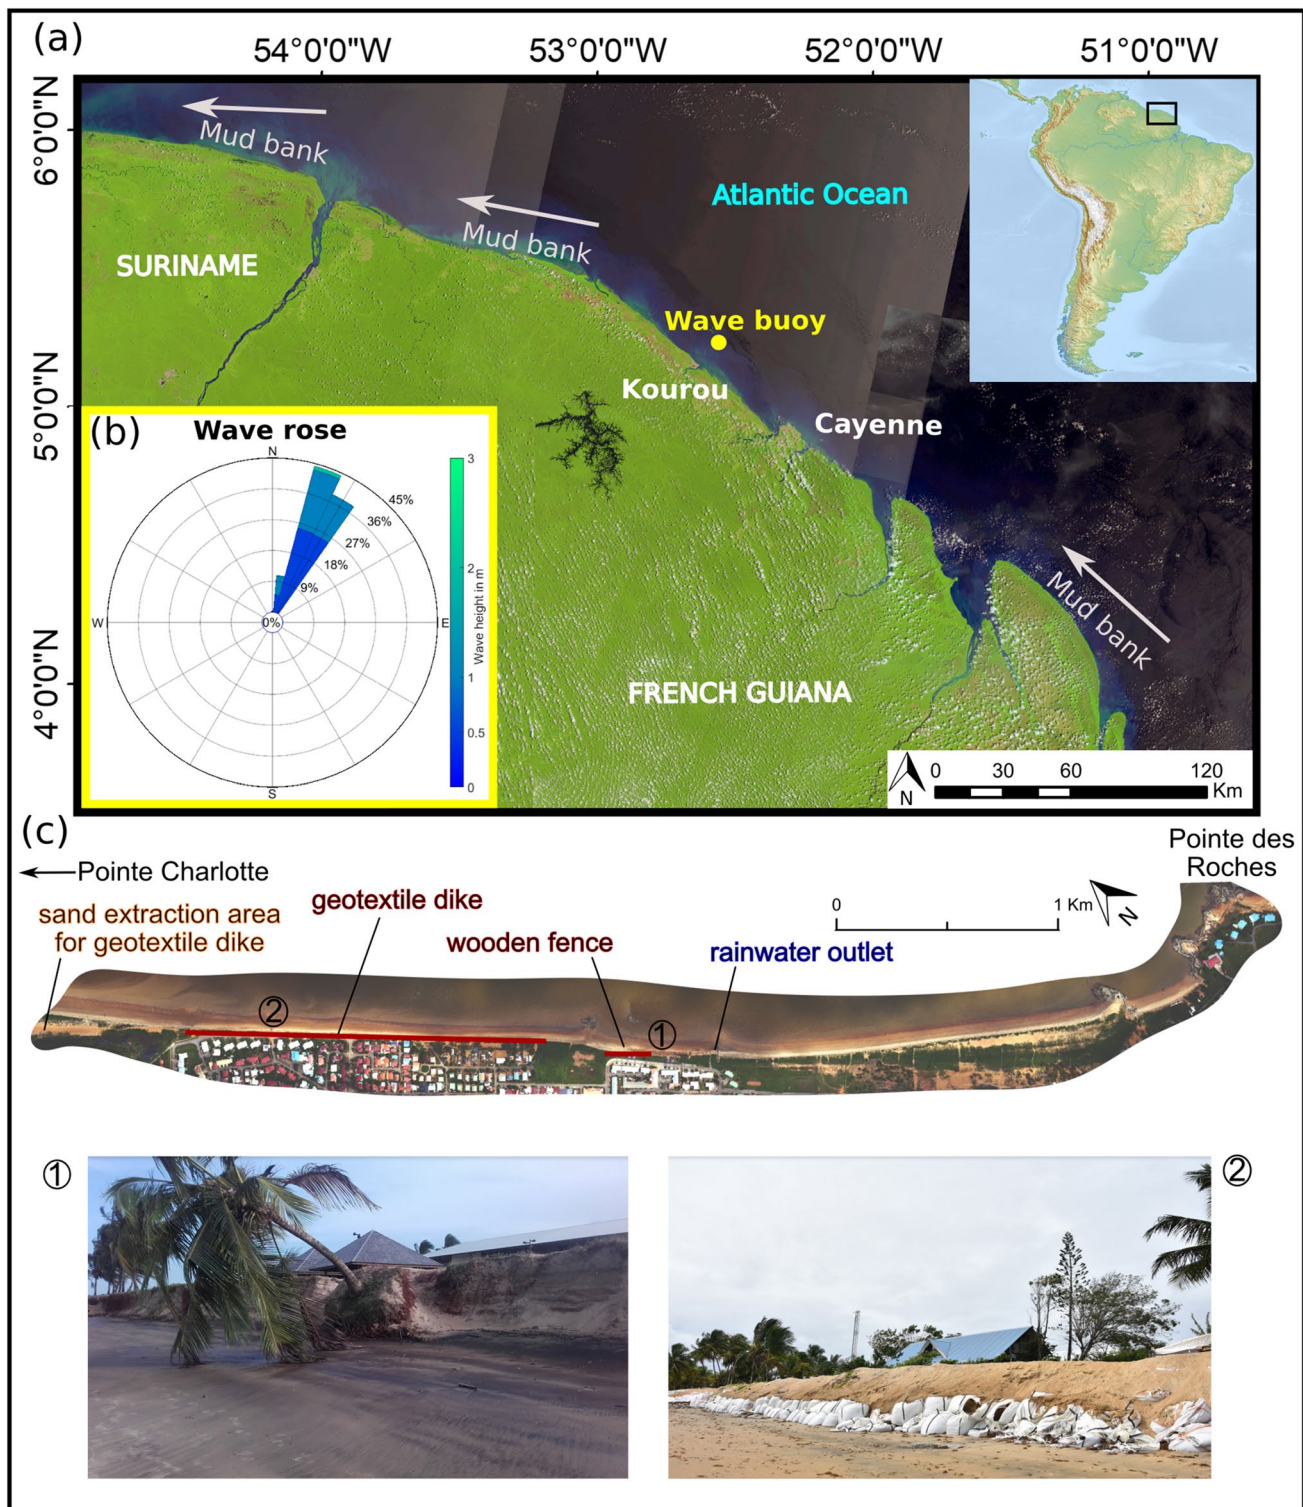 (a)
54°0'0"W
53°0'0"W
52°0'0"W
51°0'0"W
6°0'0"N
5°0'0"N
4°0'0"N
Mud bank
Mud bank
Atlantic Ocean
SURINAME
Wave buoy
Kourou
Cayenne
Mud bank
FRENCH GUIANA
N
0 30 60 120
Km
(b)
Wave rose
N
45%
36%
27%
18%
9%
0%
W
E
S
3
2
1
0.5
0
Wave height in m
(c)
Pointe Charlotte
Pointe des
Roches
geotextile dike
sand extraction area
for geotextile dike
wooden fence
rainwater outlet
0 1 Km
N
②
①
①
②